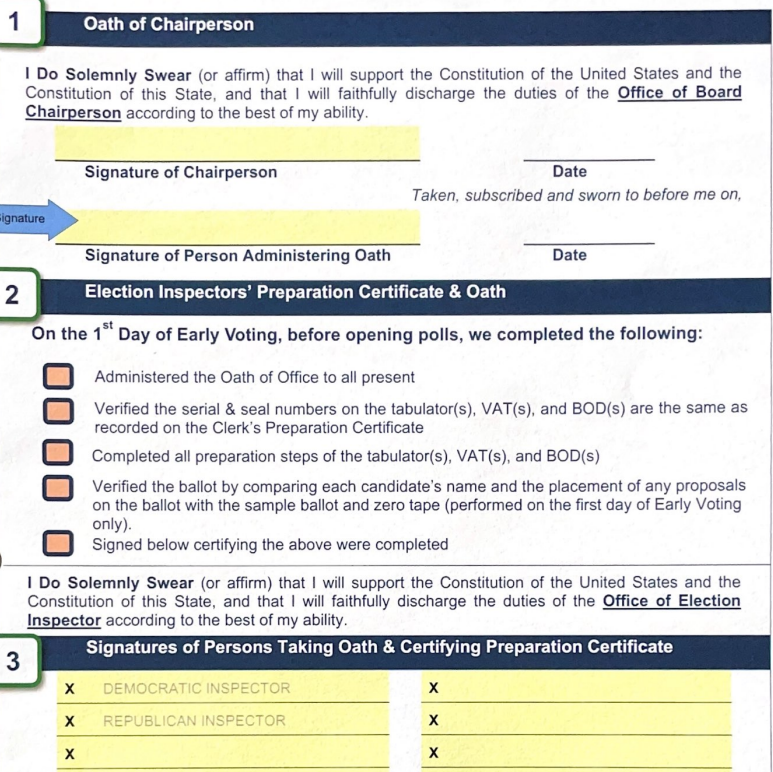 1 Oath of Chairperson
I Do Solemnly Swear (or affirm) that I will support the Constitution of the United States and the
Constitution of this State, and that I will faithfully discharge the duties of the Office of Board
Chairperson according to the best of my ability.
Signature of Chairperson Date
Taken, subscribed and sworn to before me on,
ignature
Signature of Person Administering Oath Date
2 Election Inspectors' Preparation Certificate & Oath
On the 1st Day of Early Voting, before opening polls, we completed the following:
Administered the Oath of Office to all present
Verified the serial & seal numbers on the tabulator(s), VAT(s), and BOD(s) are the same as
recorded on the Clerk's Preparation Certificate
Completed all preparation steps of the tabulator(s), VAT(s), and BOD(s)
Verified the ballot by comparing each candidate's name and the placement of any proposals
on the ballot with the sample ballot and zero tape (performed on the first day of Early Voting
only).
Signed below certifying the above were completed
I Do Solemnly Swear (or affirm) that I will support the Constitution of the United States and the
Constitution of this State, and that I will faithfully discharge the duties of the Office of Election
Inspector according to the best of my ability.
3 Signatures of Persons Taking Oath & Certifying Preparation Certificate
X DEMOCRATIC INSPECTOR X
X REPUBLICAN INSPECTOR X
X X